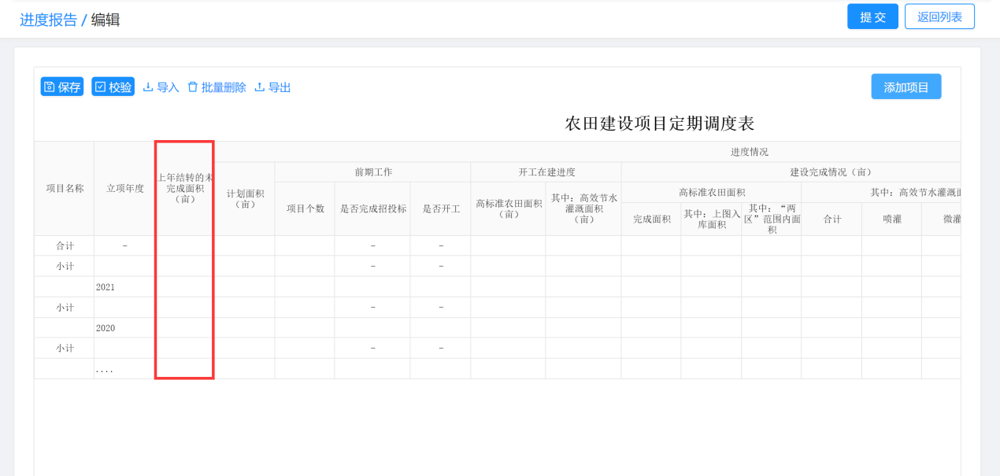 进度报告 / 编辑
提 交
返回列表
保存
校验
导入
批量删除
导出
添加项目
农田建设项目定期调度表
项目名称
立项年度
上年结转的未
完成面积
（亩）
进度情况
计划面积
（亩）
前期工作
开工在建进度
建设完成情况（亩）
项目个数
是否完成招投标
是否开工
高标准农田面积
（亩）
其中：高效节水
灌溉面积
（亩）
高标准农田面积
其中：高效节水灌溉面
完成面积
其中：上图入
库面积
其中：“两
区”范围内面
积
合计
喷灌
微灌
合计 – – –
小计 – –
2021
小计 – –
2020
小计 – –
....